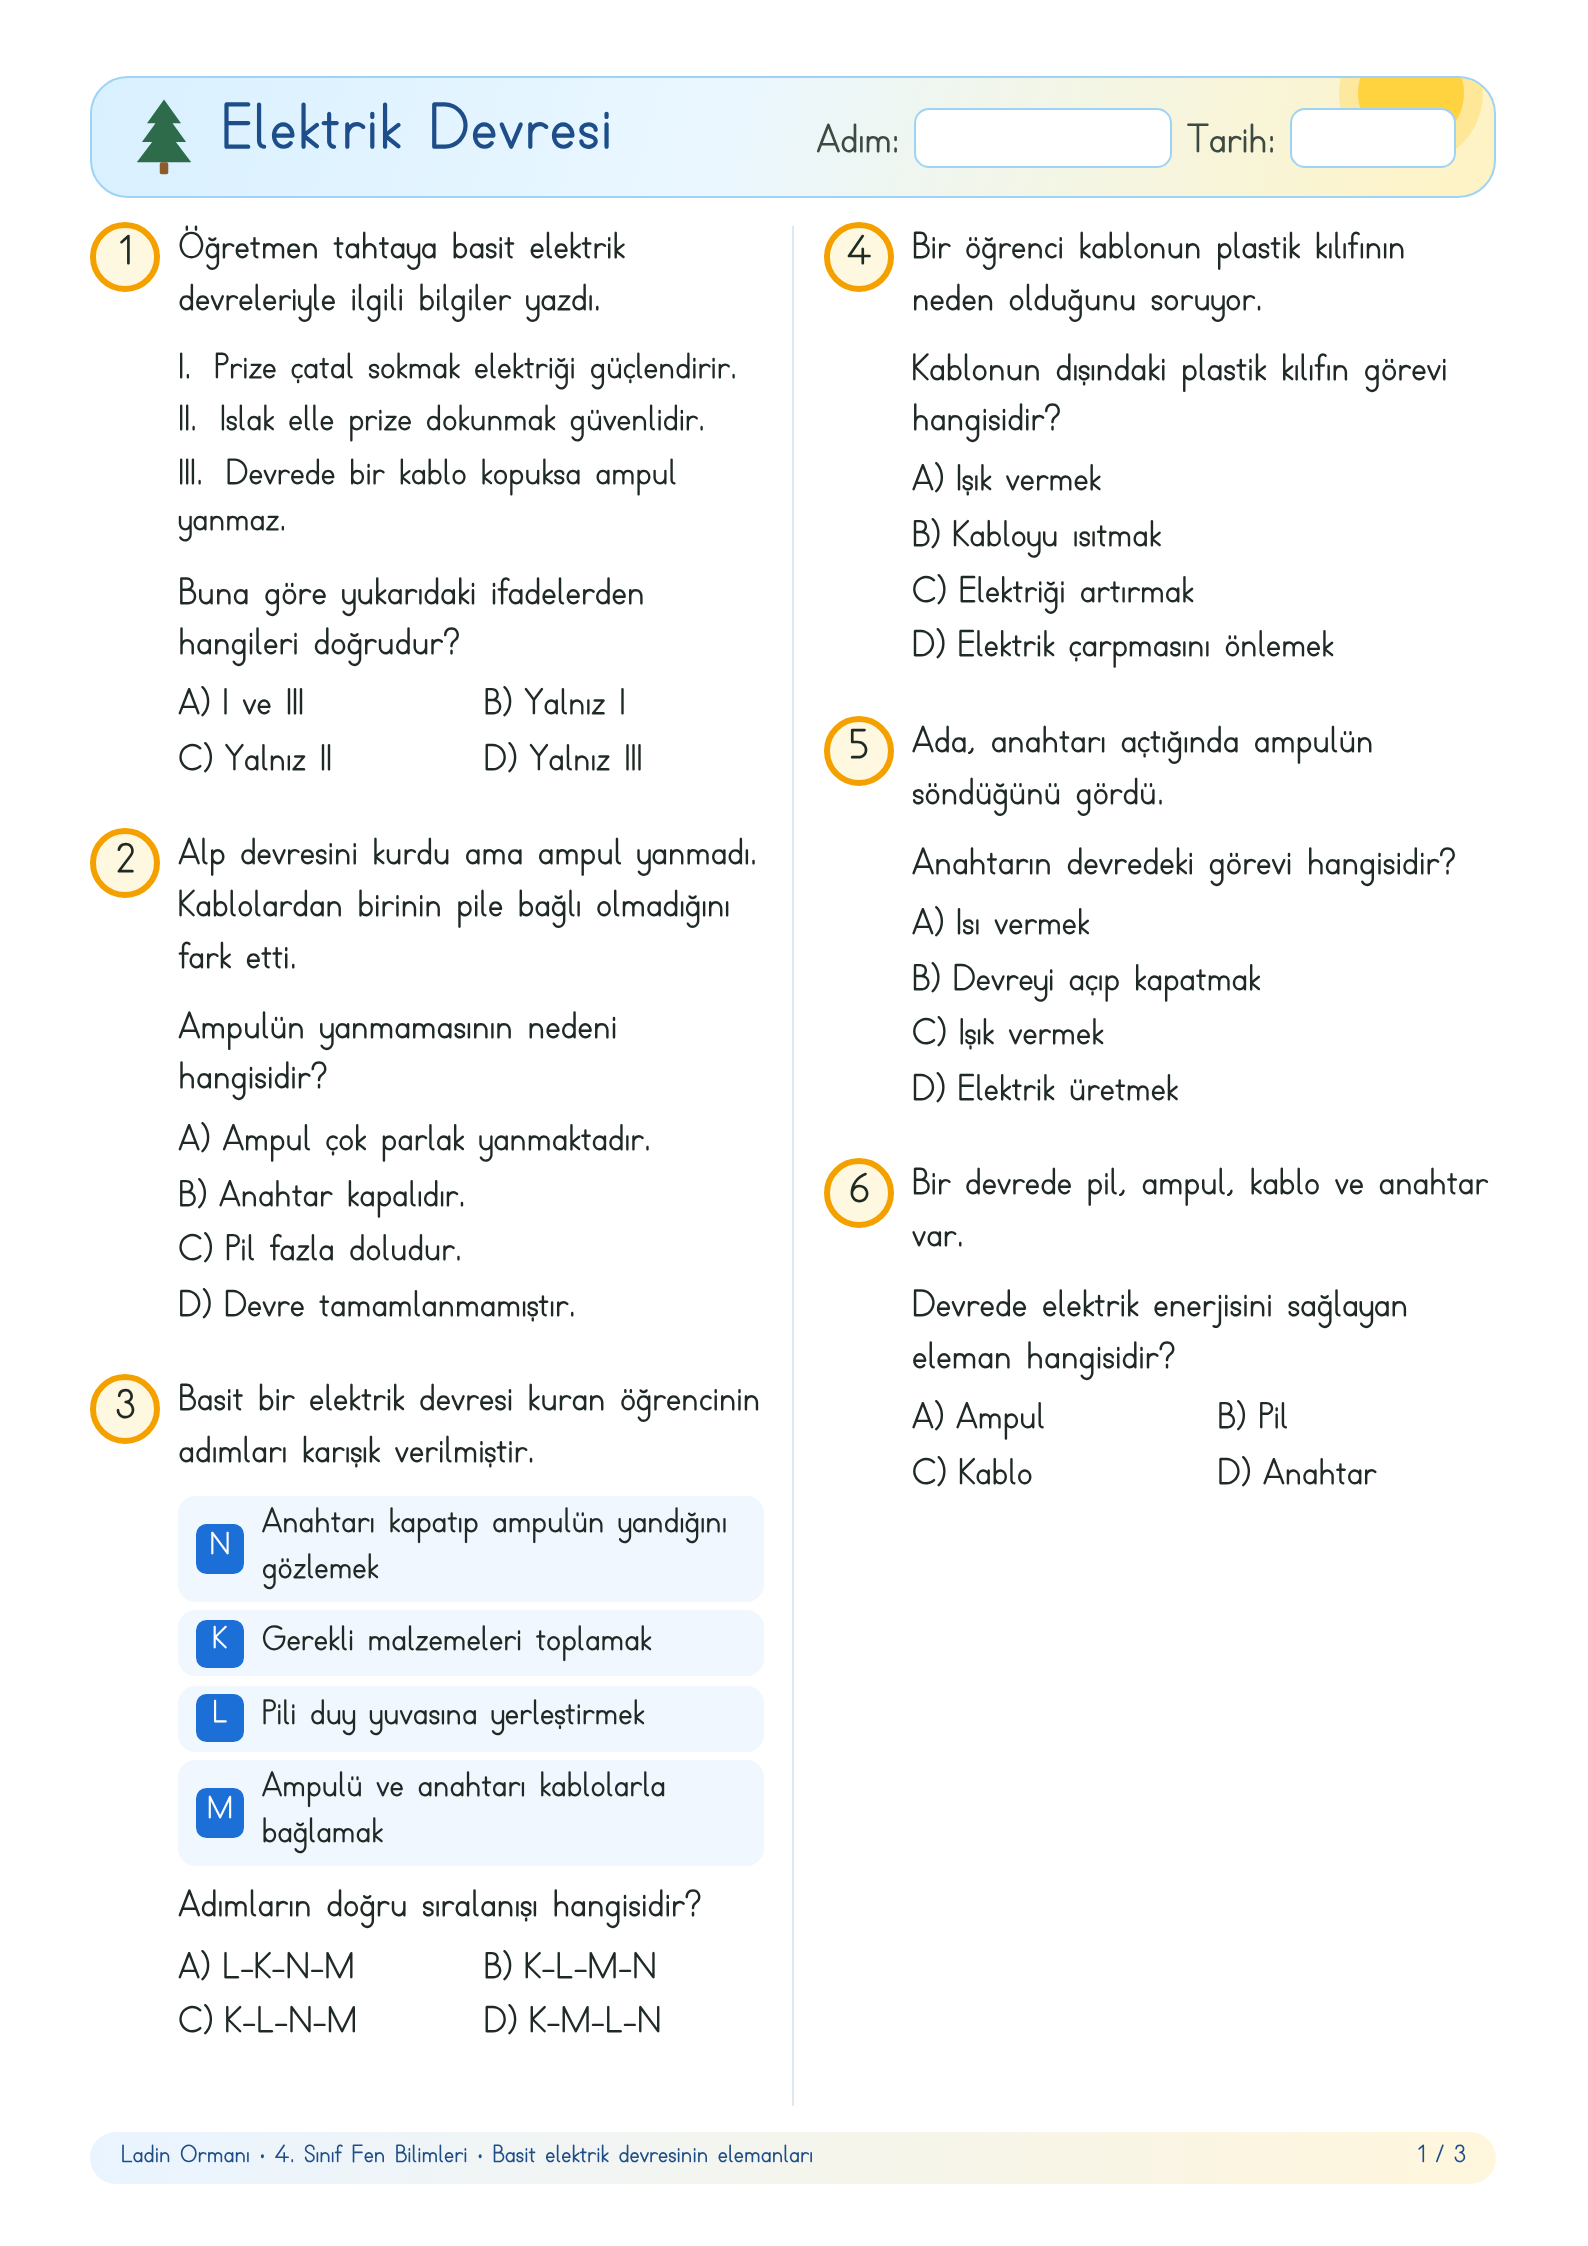 Elektrik Devresi
Adım:
Tarih:
1
Öğretmen tahtaya basit elektrik
devreleriyle ilgili bilgiler yazdı.
I. Prize çatal sokmak elektriği güçlendirir.
II. Islak elle prize dokunmak güvenlidir.
III. Devrede bir kablo kopuksa ampul
yanmaz.
Buna göre yukarıdaki ifadelerden
hangileri doğrudur?
A) I ve III
B) Yalnız I
C) Yalnız II
D) Yalnız III
2
Alp devresini kurdu ama ampul yanmadı.
Kablolardan birinin pile bağlı olmadığını
fark etti.
Ampulün yanmamasının nedeni
hangisidir?
A) Ampul çok parlak yanmaktadır.
B) Anahtar kapalıdır.
C) Pil fazla doludur.
D) Devre tamamlanmamıştır.
3
Basit bir elektrik devresi kuran öğrencinin
adımları karışık verilmiştir.
N
Anahtarı kapatıp ampulün yandığını
gözlemek
K
Gerekli malzemeleri toplamak
L
Pili duy yuvasına yerleştirmek
M
Ampulü ve anahtarı kablolarla
bağlamak
Adımların doğru sıralanışı hangisidir?
A) L-K-N-M
B) K-L-M-N
C) K-L-N-M
D) K-M-L-N
4
Bir öğrenci kablonun plastik kılıfının
neden olduğunu soruyor.
Kablonun dışındaki plastik kılıfın görevi
hangisidir?
A) Işık vermek
B) Kabloyu ısıtmak
C) Elektriği artırmak
D) Elektrik çarpmasını önlemek
5
Ada, anahtarı açtığında ampulün
söndüğünü gördü.
Anahtarın devredeki görevi hangisidir?
A) Isı vermek
B) Devreyi açıp kapatmak
C) Işık vermek
D) Elektrik üretmek
6
Bir devrede pil, ampul, kablo ve anahtar
var.
Devrede elektrik enerjisini sağlayan
eleman hangisidir?
A) Ampul
B) Pil
C) Kablo
D) Anahtar
Ladin Ormanı • 4. Sınıf Fen Bilimleri • Basit elektrik devresinin elemanları
1 / 3